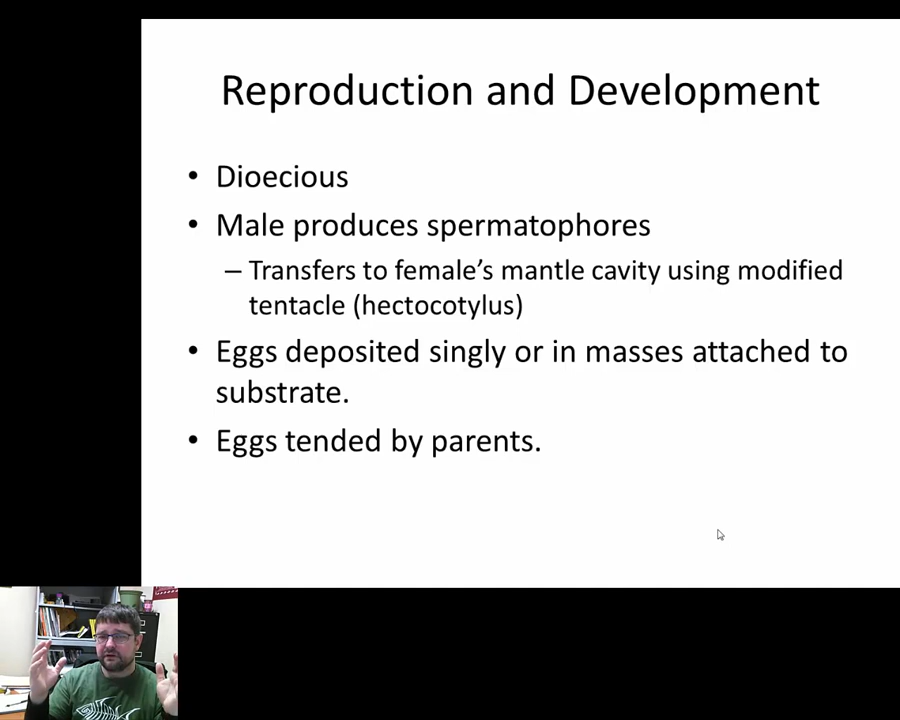 Reproduction and Development
• Dioecious
• Male produces spermatophores
– Transfers to female’s mantle cavity using modified
tentacle (hectocotylus)
• Eggs deposited singly or in masses attached to
substrate.
• Eggs tended by parents.